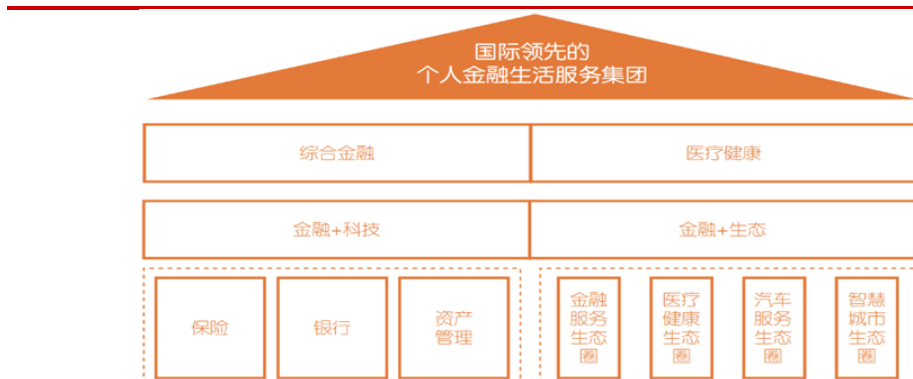 国际领先的
个人金融生活服务集团
综合金融
医疗健康
金融+科技
金融+生态
保险
银行
资产
管理
金融
服务
生态
圈
医疗
健康
生态
圈
汽车
服务
生态
圈
智慧
城市
生态
圈